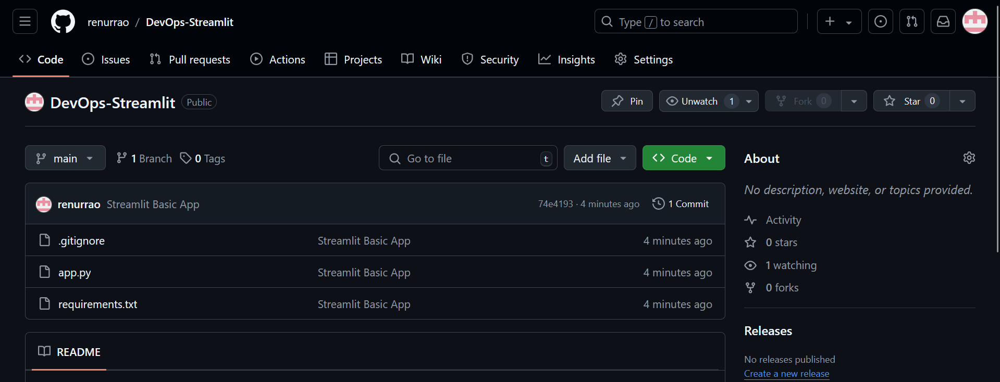 renurrao / DevOps-Streamlit
Type / to search
Code Issues Pull requests Actions Projects Wiki Security Insights Settings
DevOps-Streamlit Public
Pin Unwatch 1 Fork 0 Star 0
main 1 Branch 0 Tags Go to file t Add file Code
renurrao Streamlit Basic App 74e4193 · 4 minutes ago 1 Commit
.gitignore Streamlit Basic App 4 minutes ago
app.py Streamlit Basic App 4 minutes ago
requirements.txt Streamlit Basic App 4 minutes ago
README
About
No description, website, or topics provided.
Activity
0 stars
1 watching
0 forks
Releases
No releases published
Create a new release